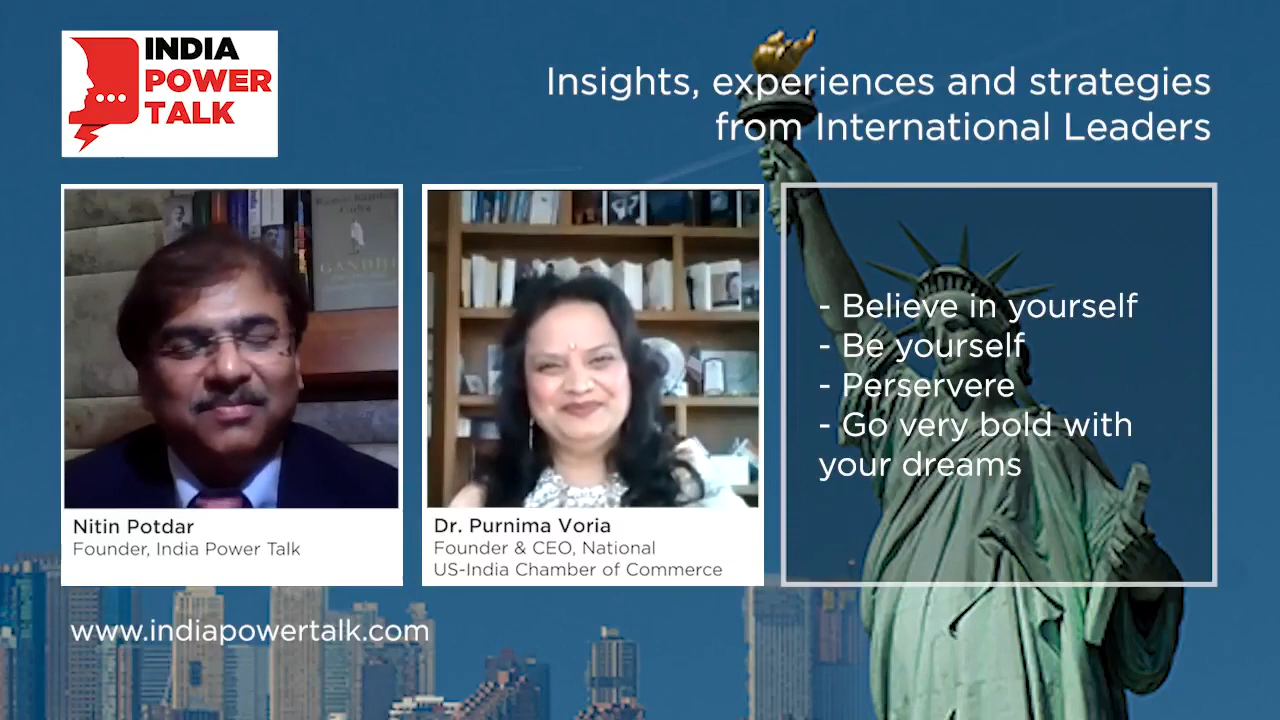 INDIA
POWER
TALK
Insights, experiences and strategies
from International Leaders
GANDHI
Nitin Potdar
Founder, India Power Talk
Dr. Purnima Voria
Founder & CEO, National
US-India Chamber of Commerce
- Believe in yourself
- Be yourself
- Perservere
- Go very bold with
your dreams
www.indiapowertalk.com